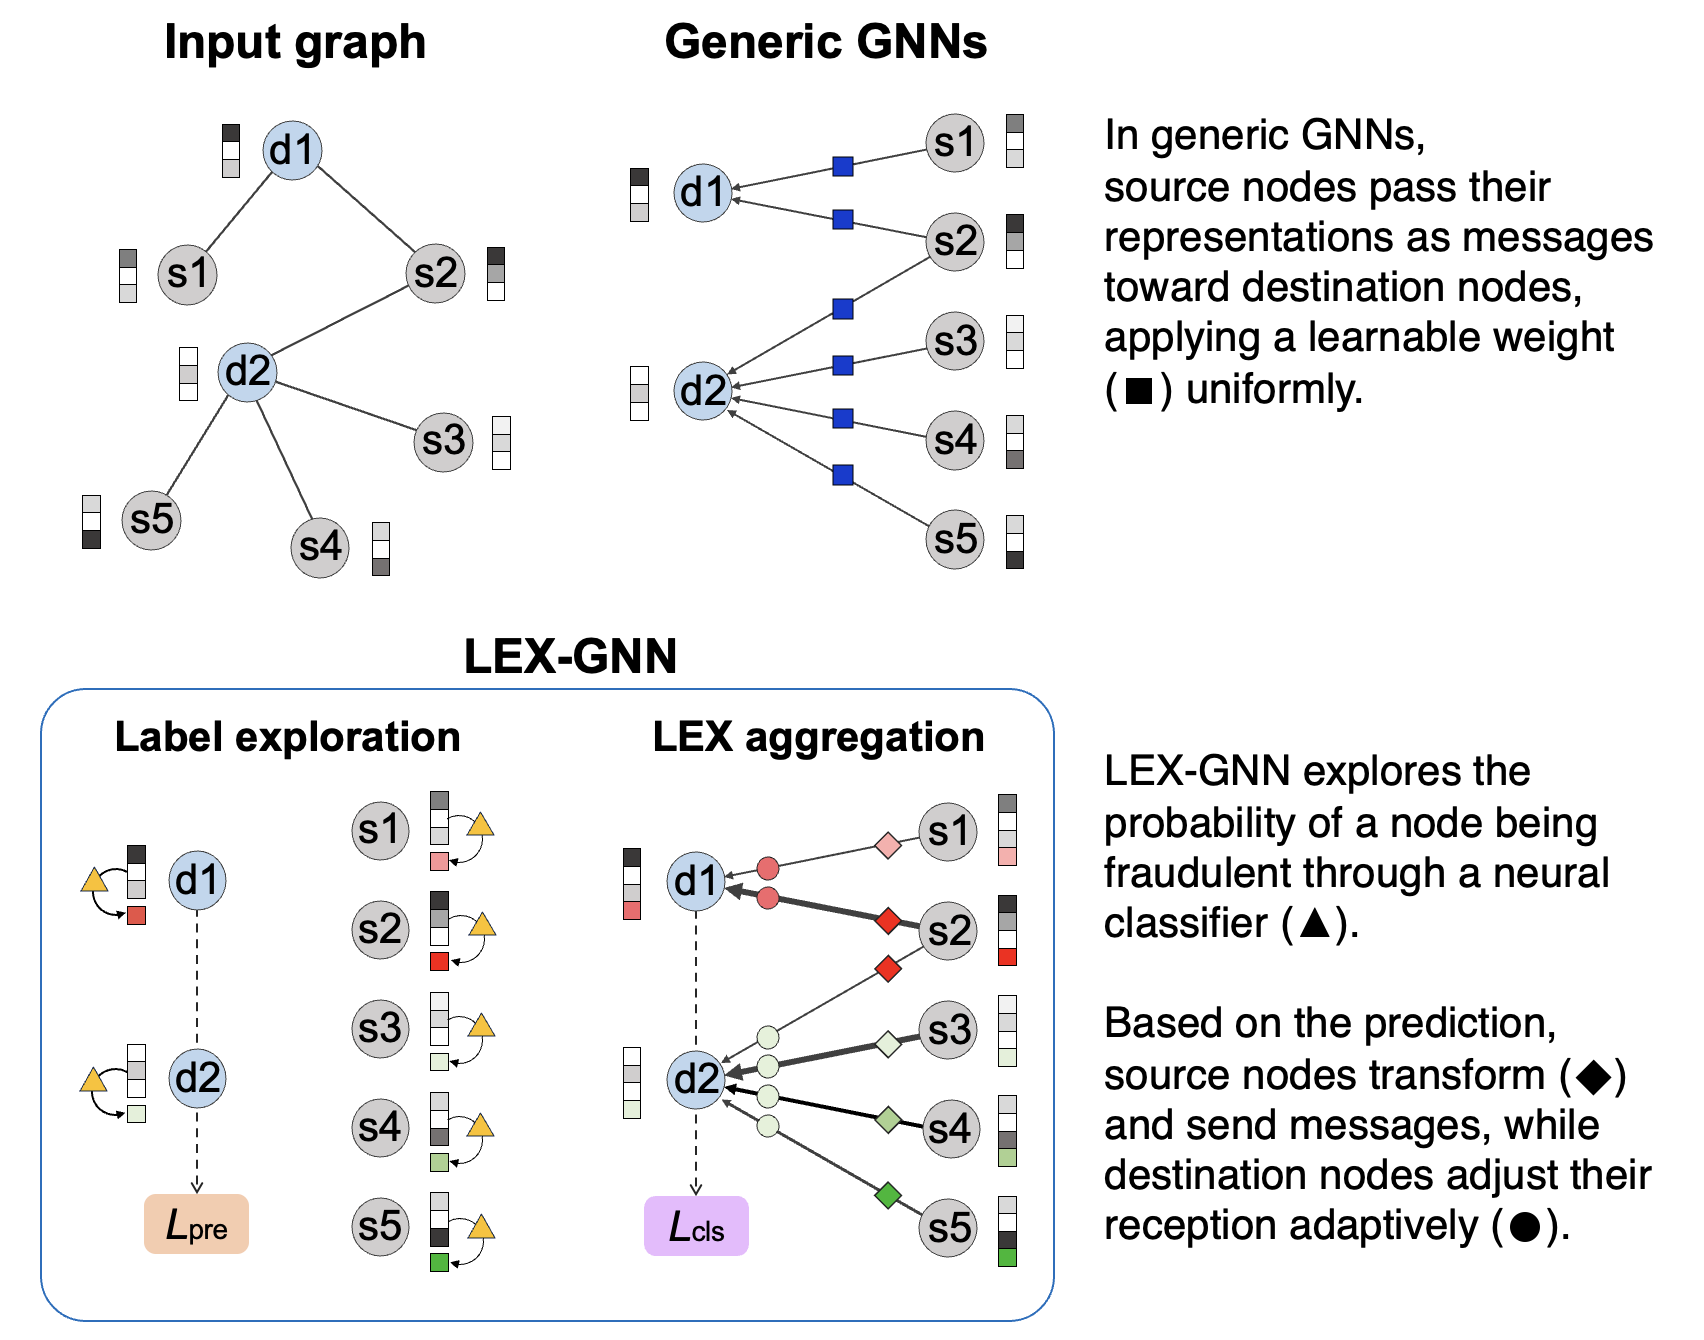 Input graph
d1
s1
s2
d2
s3
s5
s4
Generic GNNs
s1
d1
s2
s3
d2
s4
s5
In generic GNNs,
source nodes pass their
representations as messages
toward destination nodes,
applying a learnable weight
(■) uniformly.
LEX-GNN
Label exploration
s1
d1
s2
s3
d2
s4
s5
Lpre
LEX aggregation
s1
d1
s2
s3
d2
s4
s5
Lcls
LEX-GNN explores the
probability of a node being
fraudulent through a neural
classifier (▲).
Based on the prediction,
source nodes transform (◆)
and send messages, while
destination nodes adjust their
reception adaptively (●).